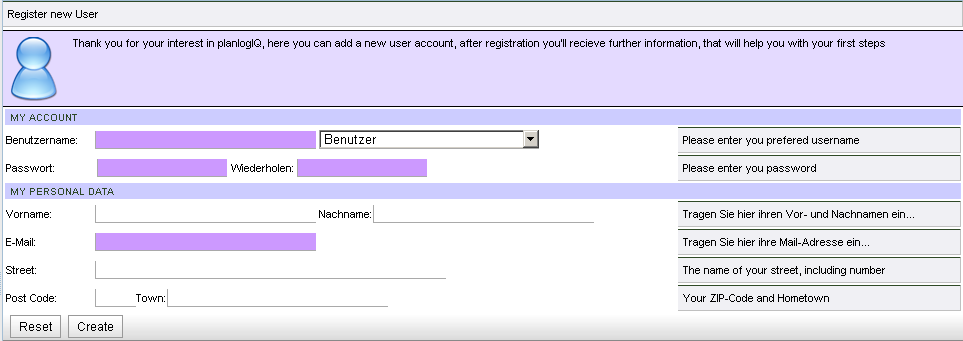 Register new User
Thank you for your interest in planlogIQ, here you can add a new user account, after registration you'll recieve further information, that will help you with your first steps
MY ACCOUNT
Benutzername: Benutzer Please enter you prefered username
Passwort: Wiederholen: Please enter you password
MY PERSONAL DATA
Vorname: Nachname: Tragen Sie hier ihren Vor- und Nachnamen ein...
E-Mail: Tragen Sie hier ihre Mail-Adresse ein...
Street: The name of your street, including number
Post Code: Town: Your ZIP-Code and Hometown
Reset Create